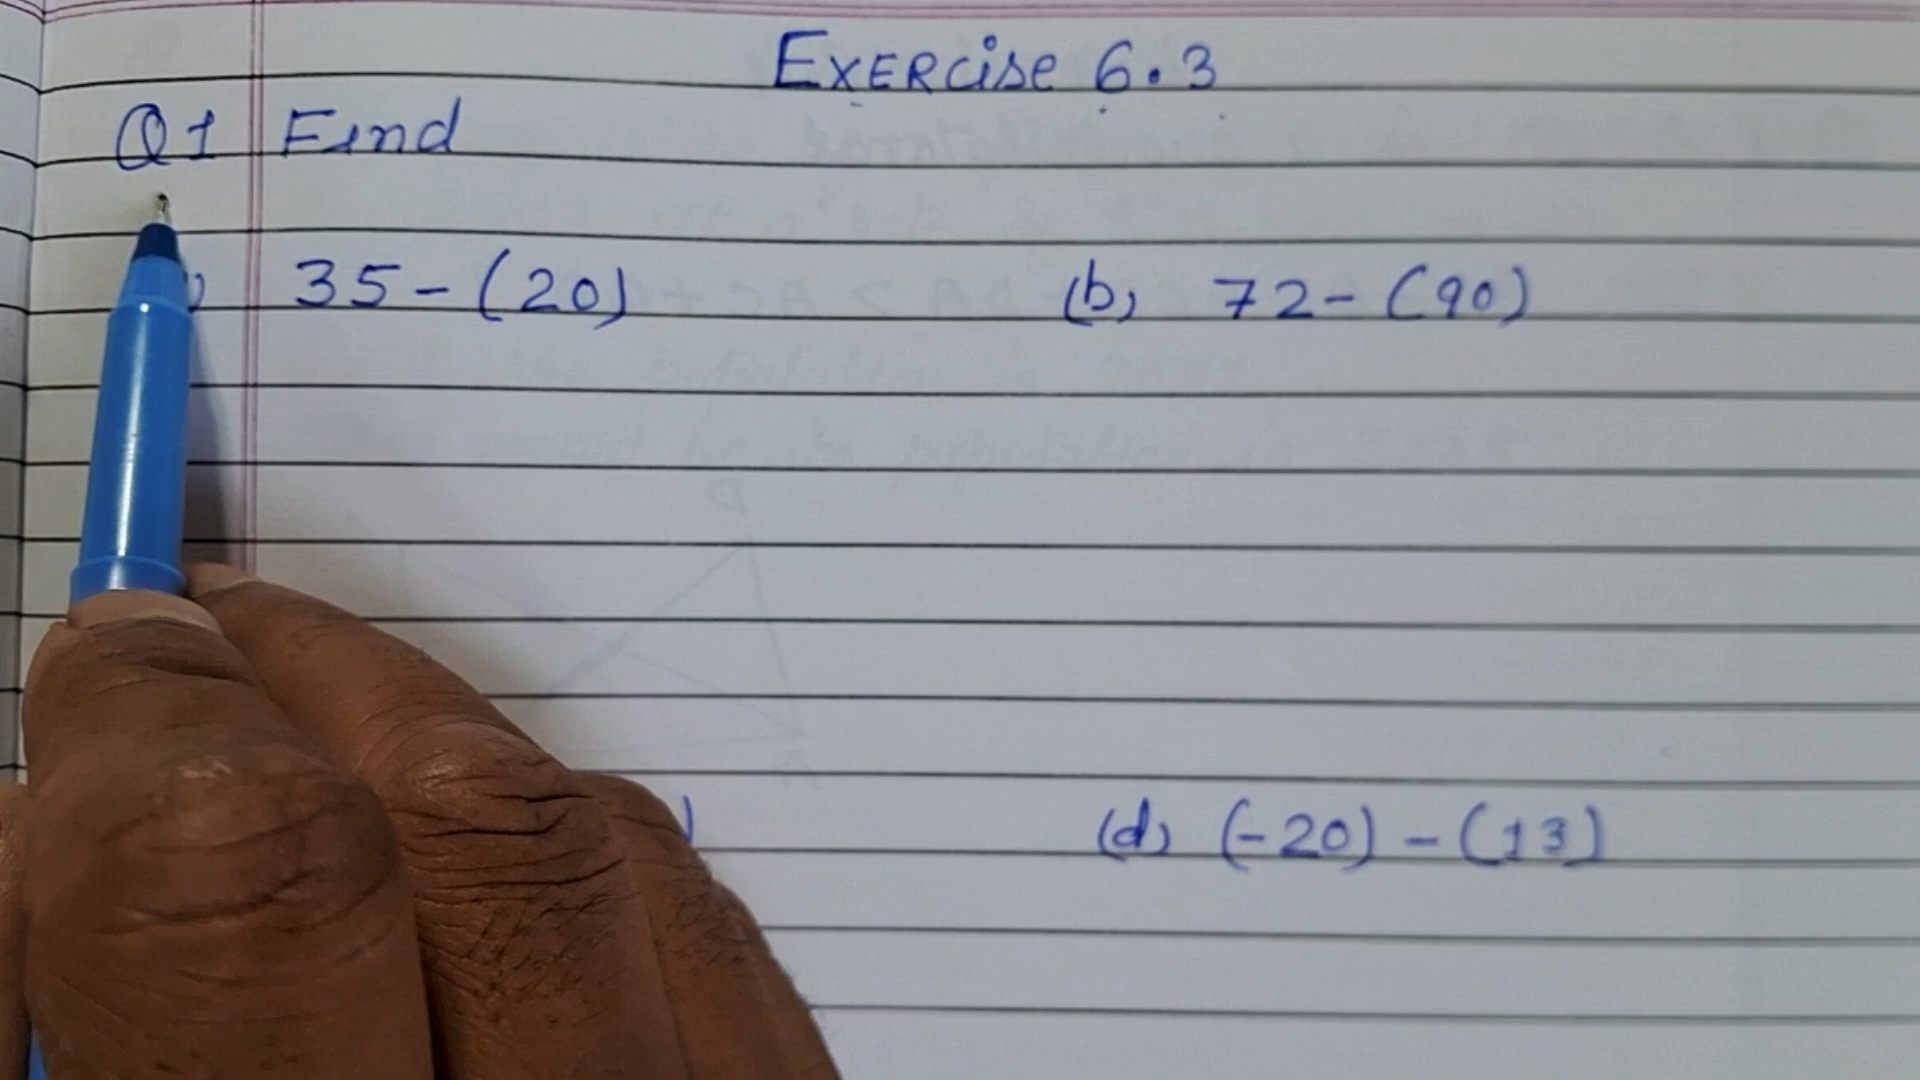 Exercise 6.3
Q1 Find
) 35-(20) (b) 72-(90)
) (d) (-20)-(13)